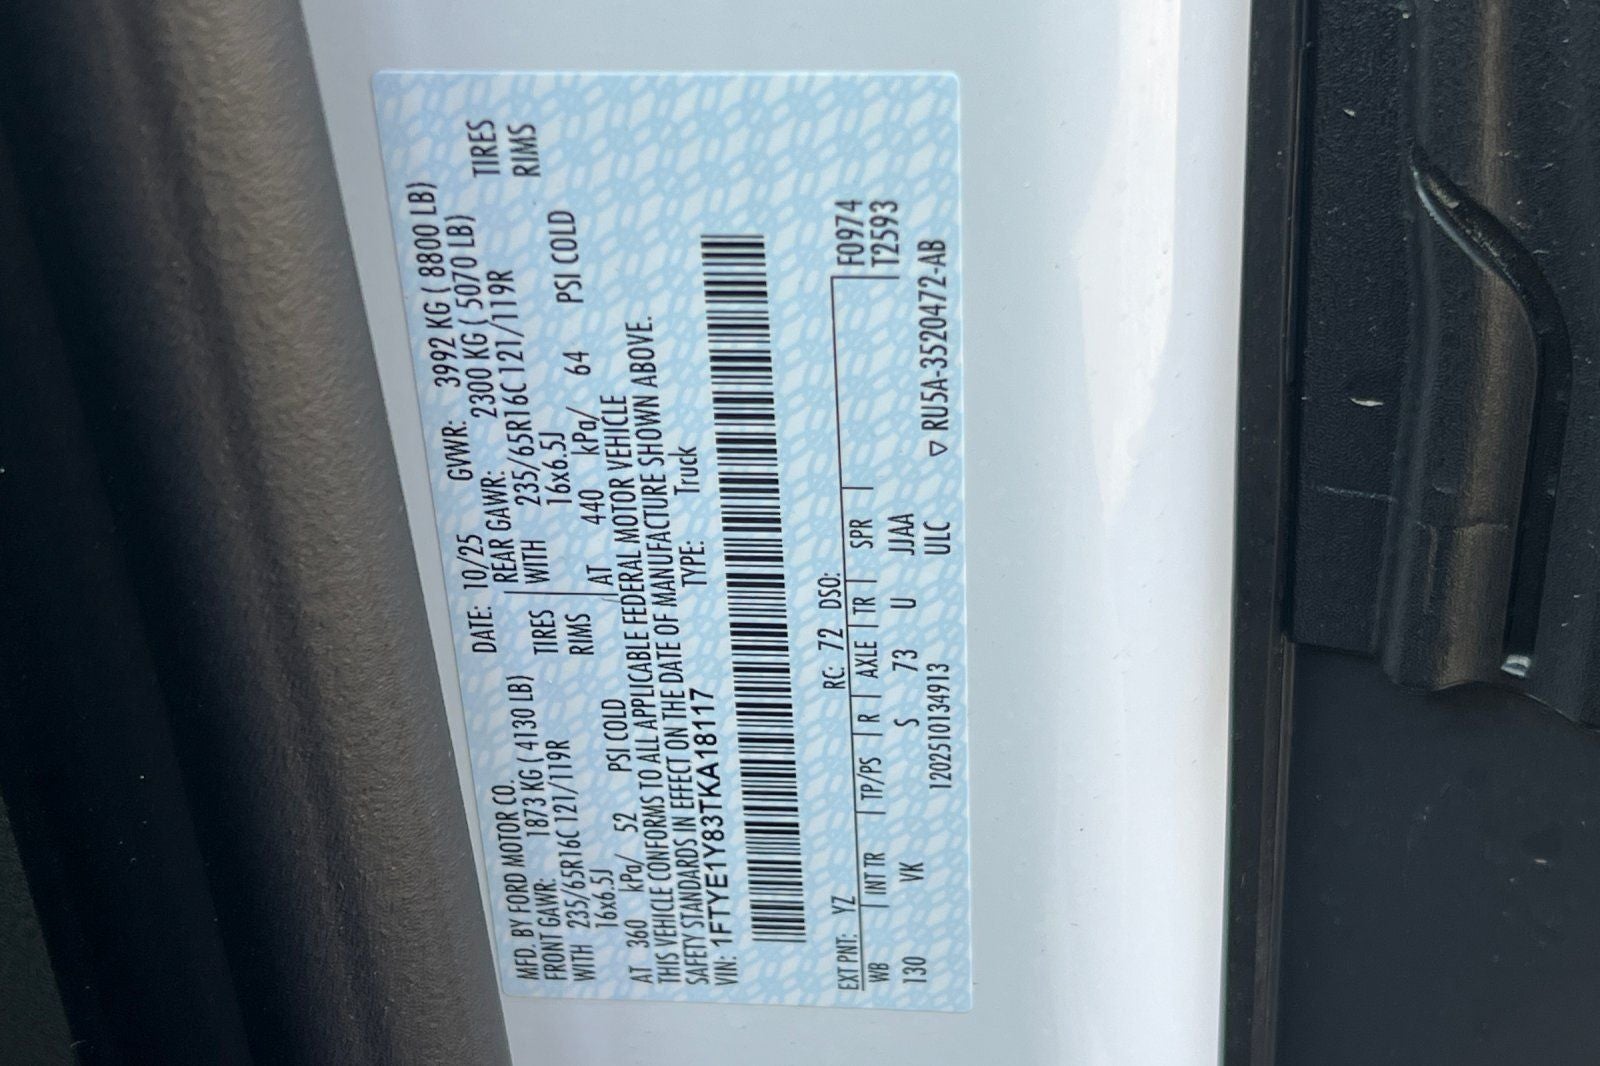 MFD. BY FORD MOTOR CO. DATE: 10/25 GVWR: 3992 KG ( 8800 LB)
FRONT GAWR: 1873 KG ( 4130 LB) REAR GAWR: 2300 KG ( 5070 LB)
WITH 235/65R16C 121/119R TIRES WITH 235/65R16C 121/119R TIRES
16x6.5J RIMS 16x6.5J RIMS
AT 360 kPa/ 52 PSI COLD AT 440 kPa/ 64 PSI COLD
THIS VEHICLE CONFORMS TO ALL APPLICABLE FEDERAL MOTOR VEHICLE
SAFETY STANDARDS IN EFFECT ON THE DATE OF MANUFACTURE SHOWN ABOVE.
VIN: 1FTYE1Y83TKA18117 TYPE: Truck
EXT PNT: YZ RC: 72 DSO: F0974
WB INT TR TP/PS R AXLE TR SPR T2593
130 VK S 73 U JJAA
1202510134913 ULC ▽ RU5A-3520472-AB